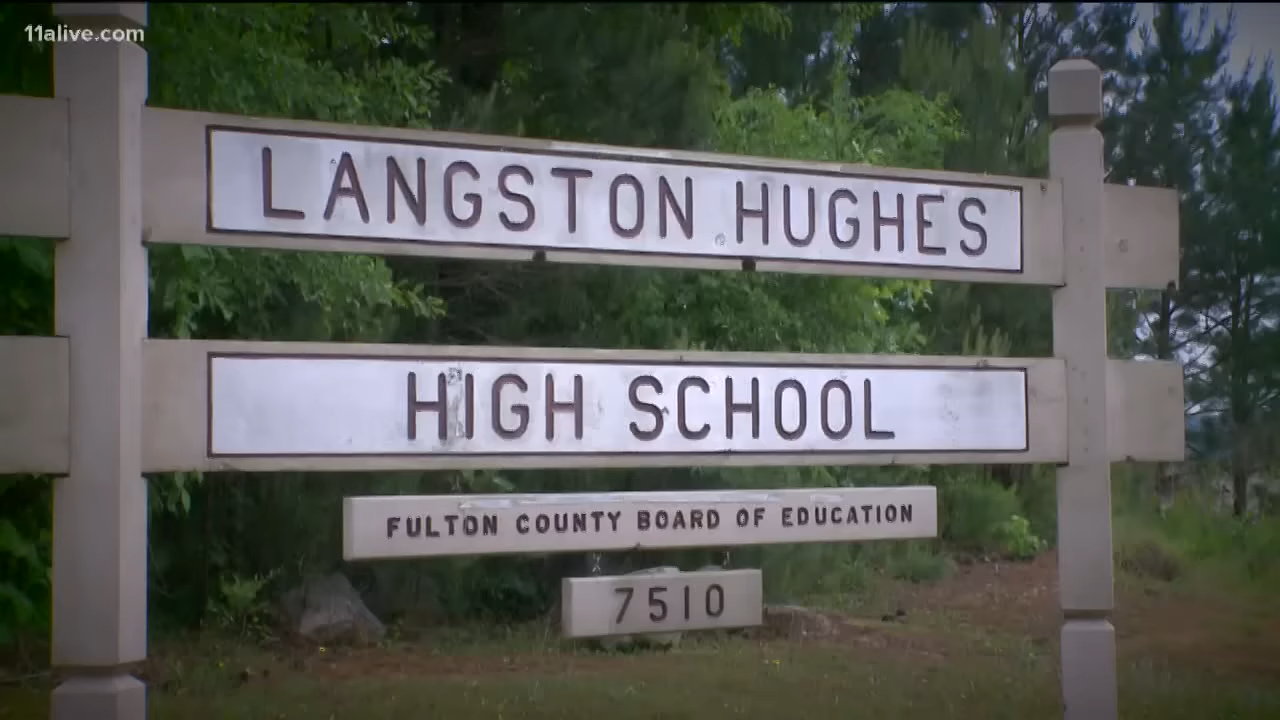 11alive.com
LANGSTON HUGHES
HIGH SCHOOL
FULTON COUNTY BOARD OF EDUCATION
7510